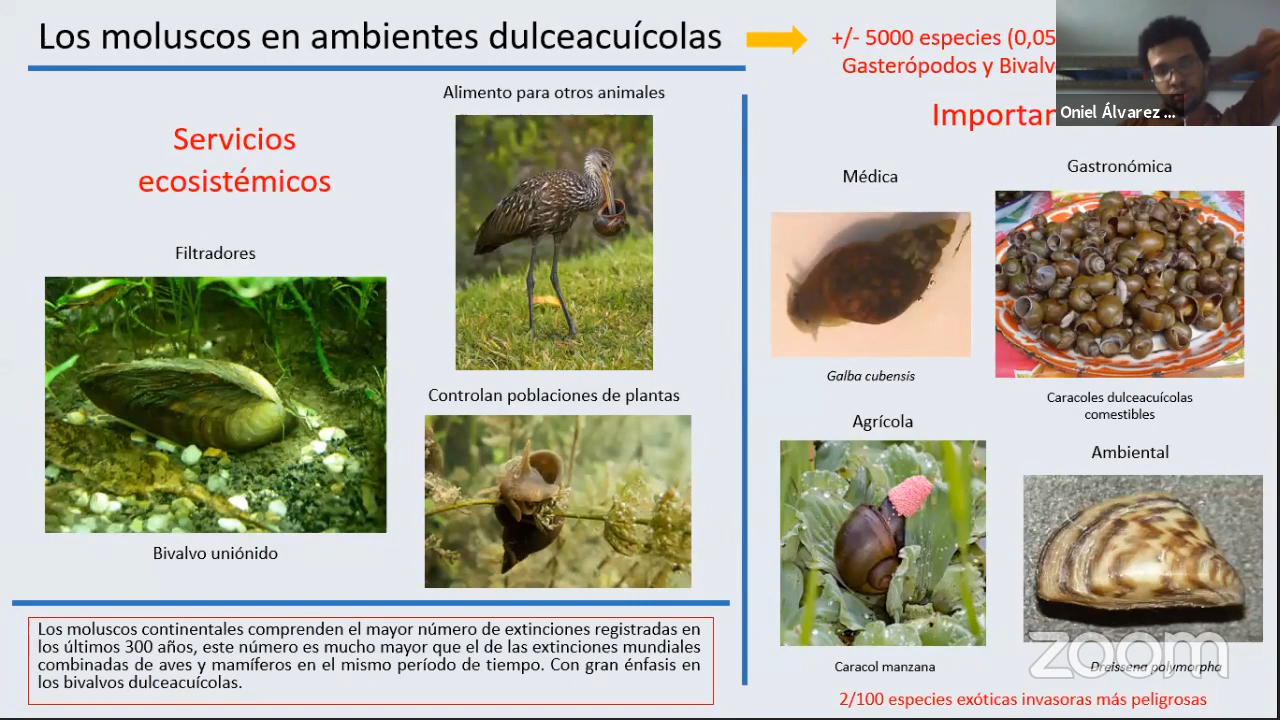 Los moluscos en ambientes dulceacuícolas
+/- 5000 especies (0,05
Gasterópodos y Bivalv
Importan
Oniel Álvarez ...
Servicios
ecosistémicos
Filtradores
Bivalvo uniónido
Alimento para otros animales
Controlan poblaciones de plantas
Los moluscos continentales comprenden el mayor número de extinciones registradas en
los últimos 300 años, este número es mucho mayor que el de las extinciones mundiales
combinadas de aves y mamíferos en el mismo período de tiempo. Con gran énfasis en
los bivalvos dulceacuícolas.
Médica
Galba cubensis
Gastronómica
Caracoles dulceacuícolas
comestibles
Agrícola
Caracol manzana
Ambiental
Dreissena polymorpha
zoom
2/100 especies exóticas invasoras más peligrosas